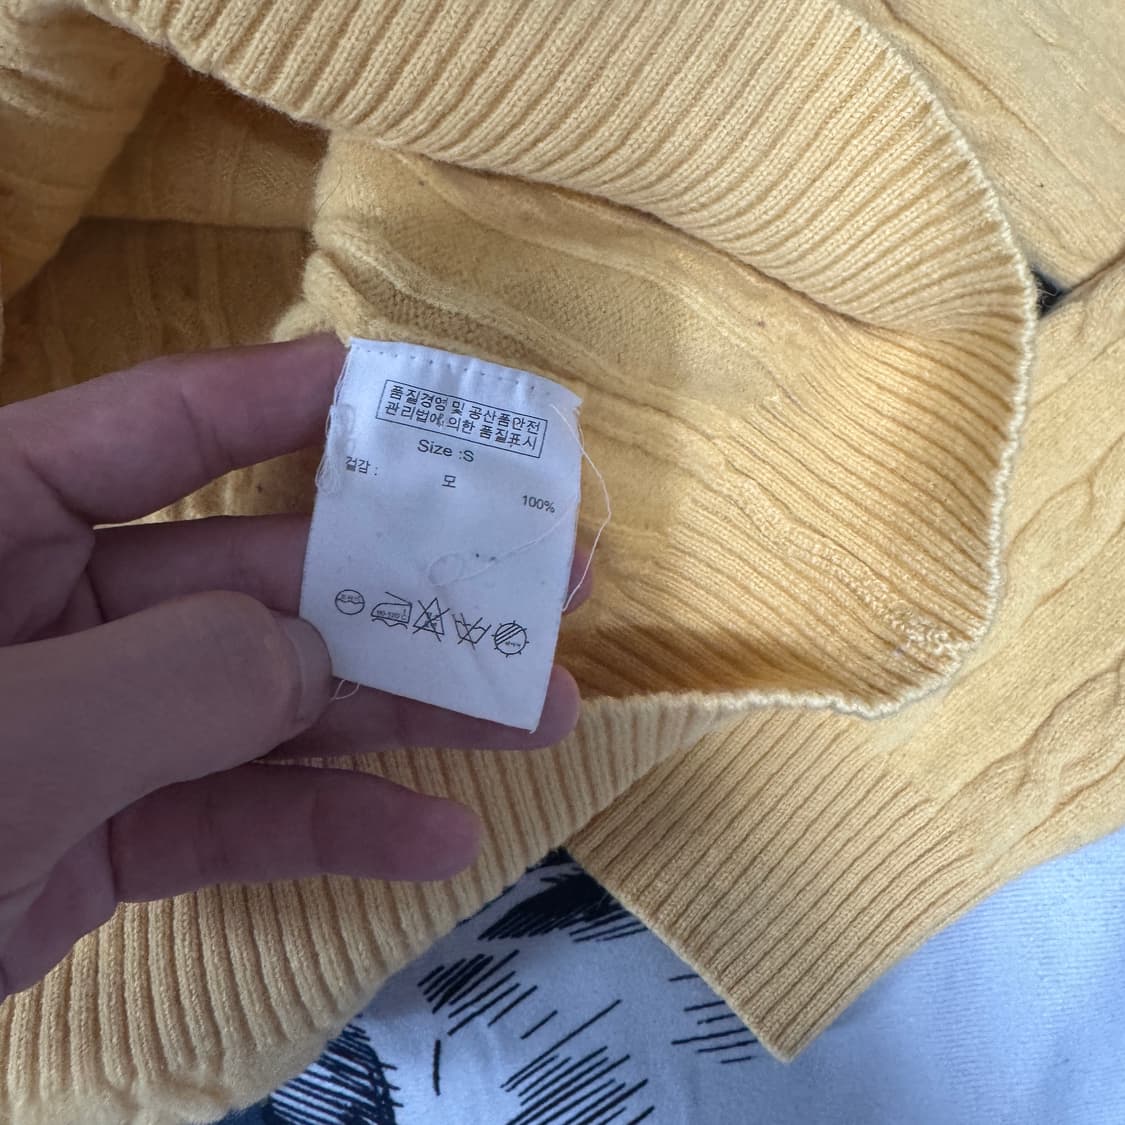 품질경영 및 공산품안전
관리법에 의한 품질표시
Size :S
겉감 :
모
100%